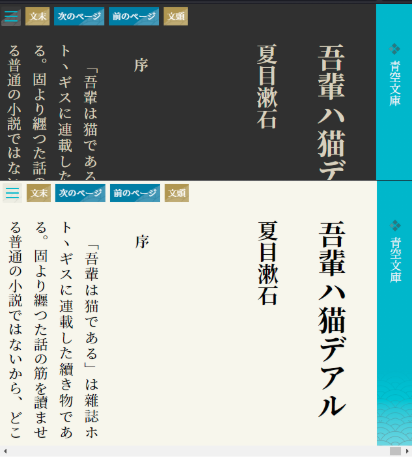 文末 次のページ 前のページ 文頭
青空文庫
吾輩ハ猫デ
夏目漱石
序
「吾輩は猫である
トヽギスに連載した
る。固より纏つた話の
る普通の小説ではない
文末 次のページ 前のページ 文頭
青空文庫
吾輩ハ猫デアル
夏目漱石
序
「吾輩は猫である」は雜誌ホ
トヽギスに連載した續き物であ
る。固より纏つた話の筋を讀ませ
る普通の小説ではないから、どこ